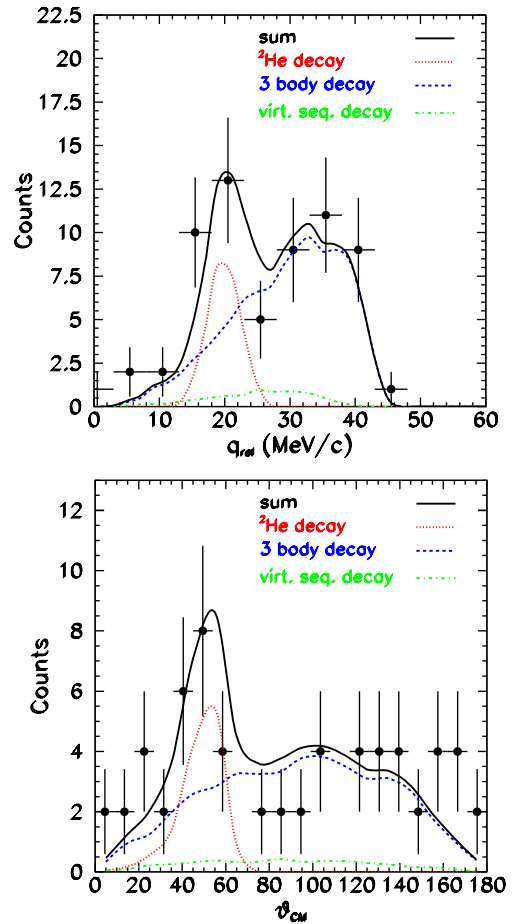 22.5
20
17.5
15
12.5
10
7.5
5
2.5
0
Counts
sum
²He decay
3 body decay
virt. seq. decay
0 10 20 30 40 50 60
q_rel (MeV/c)
12
10
8
6
4
2
0
Counts
sum
²He decay
3 body decay
virt. seq. decay
0 20 40 60 80 100 120 140 160 180
ϑ_CM